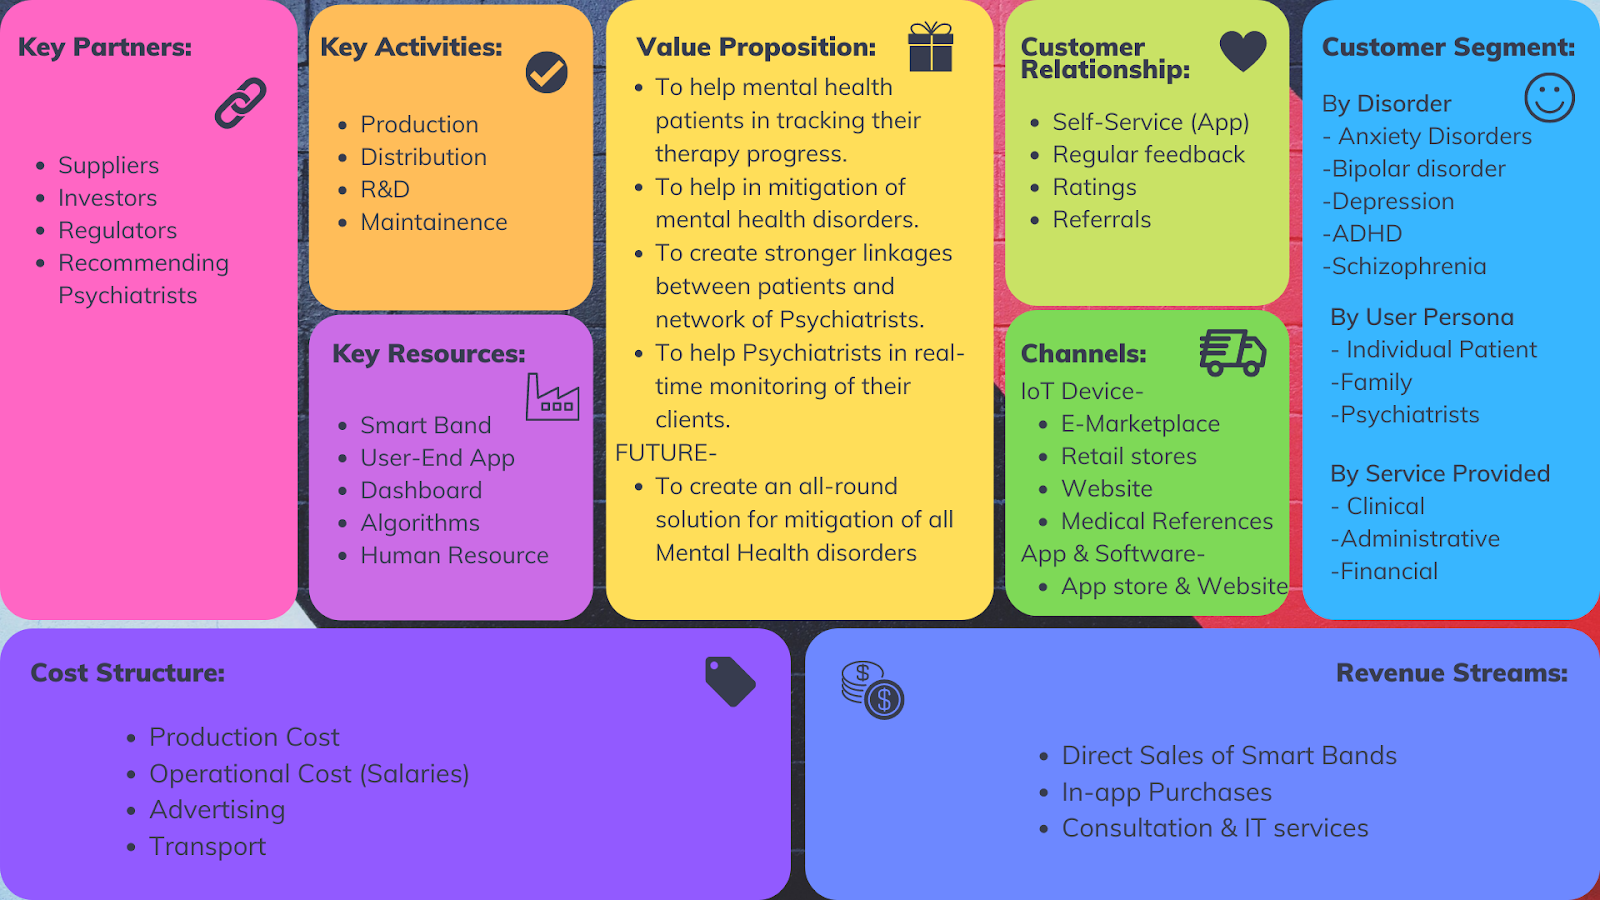 Key Partners:
• Suppliers
• Investors
• Regulators
• Recommending
Psychiatrists
Key Activities:
• Production
• Distribution
• R&D
• Maintainence
Key Resources:
• Smart Band
• User-End App
• Dashboard
• Algorithms
• Human Resource
Value Proposition:
• To help mental health
patients in tracking their
therapy progress.
• To help in mitigation of
mental health disorders.
• To create stronger linkages
between patients and
network of Psychiatrists.
• To help Psychiatrists in real-
time monitoring of their
clients.
FUTURE-
• To create an all-round
solution for mitigation of all
Mental Health disorders
Customer
Relationship:
• Self-Service (App)
• Regular feedback
• Ratings
• Referrals
Channels:
IoT Device-
• E-Marketplace
• Retail stores
• Website
• Medical References
App & Software-
• App store & Website
Customer Segment:
By Disorder
- Anxiety Disorders
-Bipolar disorder
-Depression
-ADHD
-Schizophrenia
By User Persona
- Individual Patient
-Family
-Psychiatrists
By Service Provided
- Clinical
-Administrative
-Financial
Cost Structure:
• Production Cost
• Operational Cost (Salaries)
• Advertising
• Transport
Revenue Streams:
$
$
• Direct Sales of Smart Bands
• In-app Purchases
• Consultation & IT services